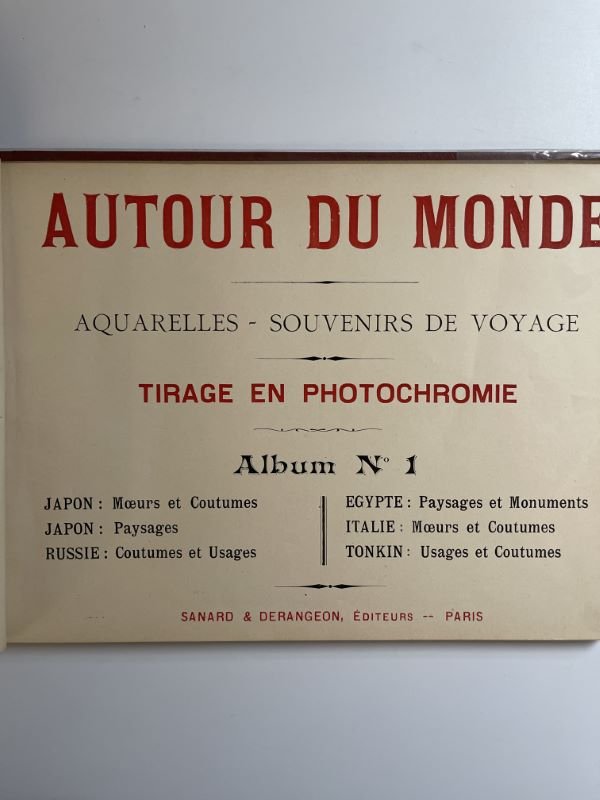 AUTOUR DU MONDE
AQUARELLES - SOUVENIRS DE VOYAGE
TIRAGE EN PHOTOCHROMIE
Album Nº 1
JAPON : Mœurs et Coutumes
JAPON : Paysages
RUSSIE : Coutumes et Usages
EGYPTE : Paysages et Monuments
ITALIE : Mœurs et Coutumes
TONKIN : Usages et Coutumes
SANARD & DERANGEON, ÉDITEURS -- PARIS